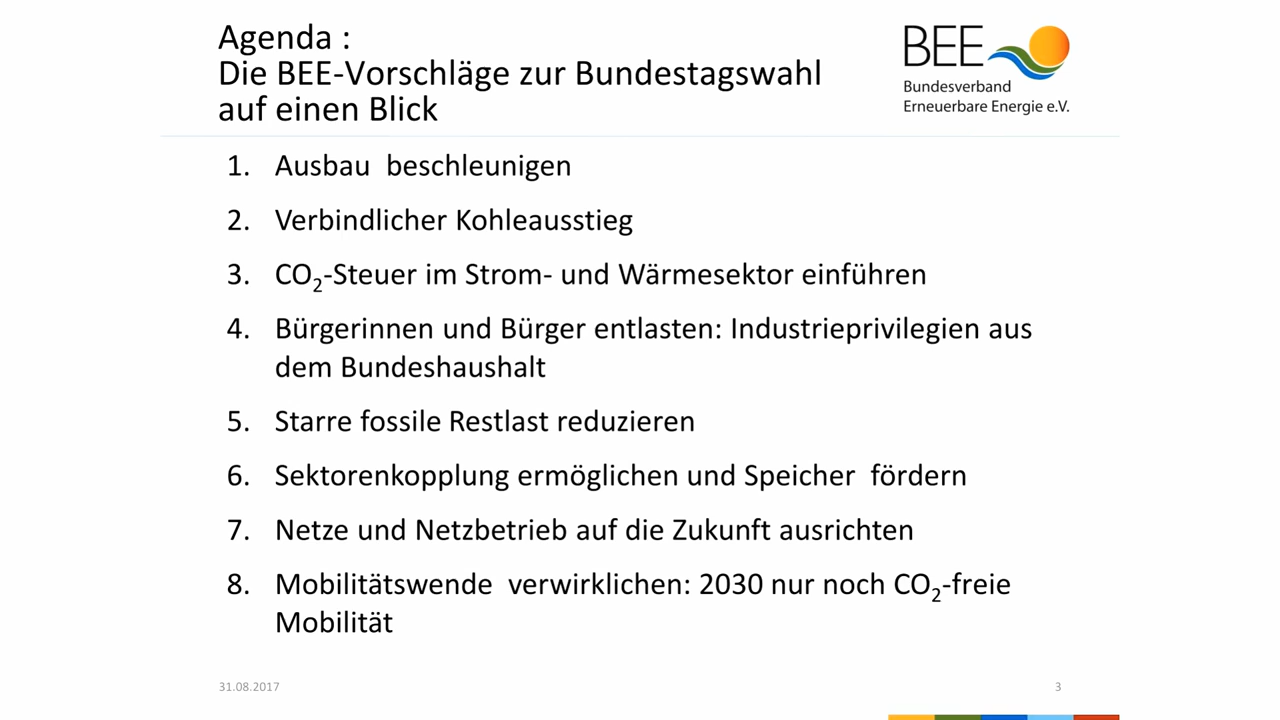 Agenda :
Die BEE-Vorschläge zur Bundestagswahl
auf einen Blick
BEE
Bundesverband
Erneuerbare Energie e.V.
1. Ausbau beschleunigen
2. Verbindlicher Kohleausstieg
3. CO₂-Steuer im Strom- und Wärmesektor einführen
4. Bürgerinnen und Bürger entlasten: Industrieprivilegien aus
dem Bundeshaushalt
5. Starre fossile Restlast reduzieren
6. Sektorenkopplung ermöglichen und Speicher fördern
7. Netze und Netzbetrieb auf die Zukunft ausrichten
8. Mobilitätswende verwirklichen: 2030 nur noch CO₂-freie
Mobilität
31.08.2017
3